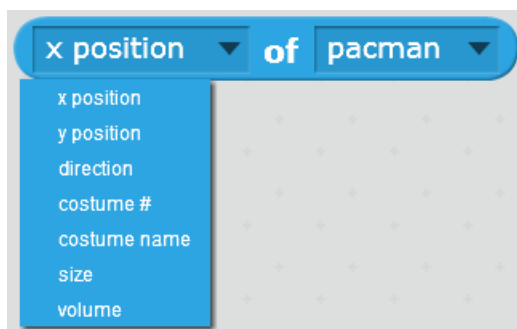 x position of pacman
x position
y position
direction
costume #
costume name
size
volume